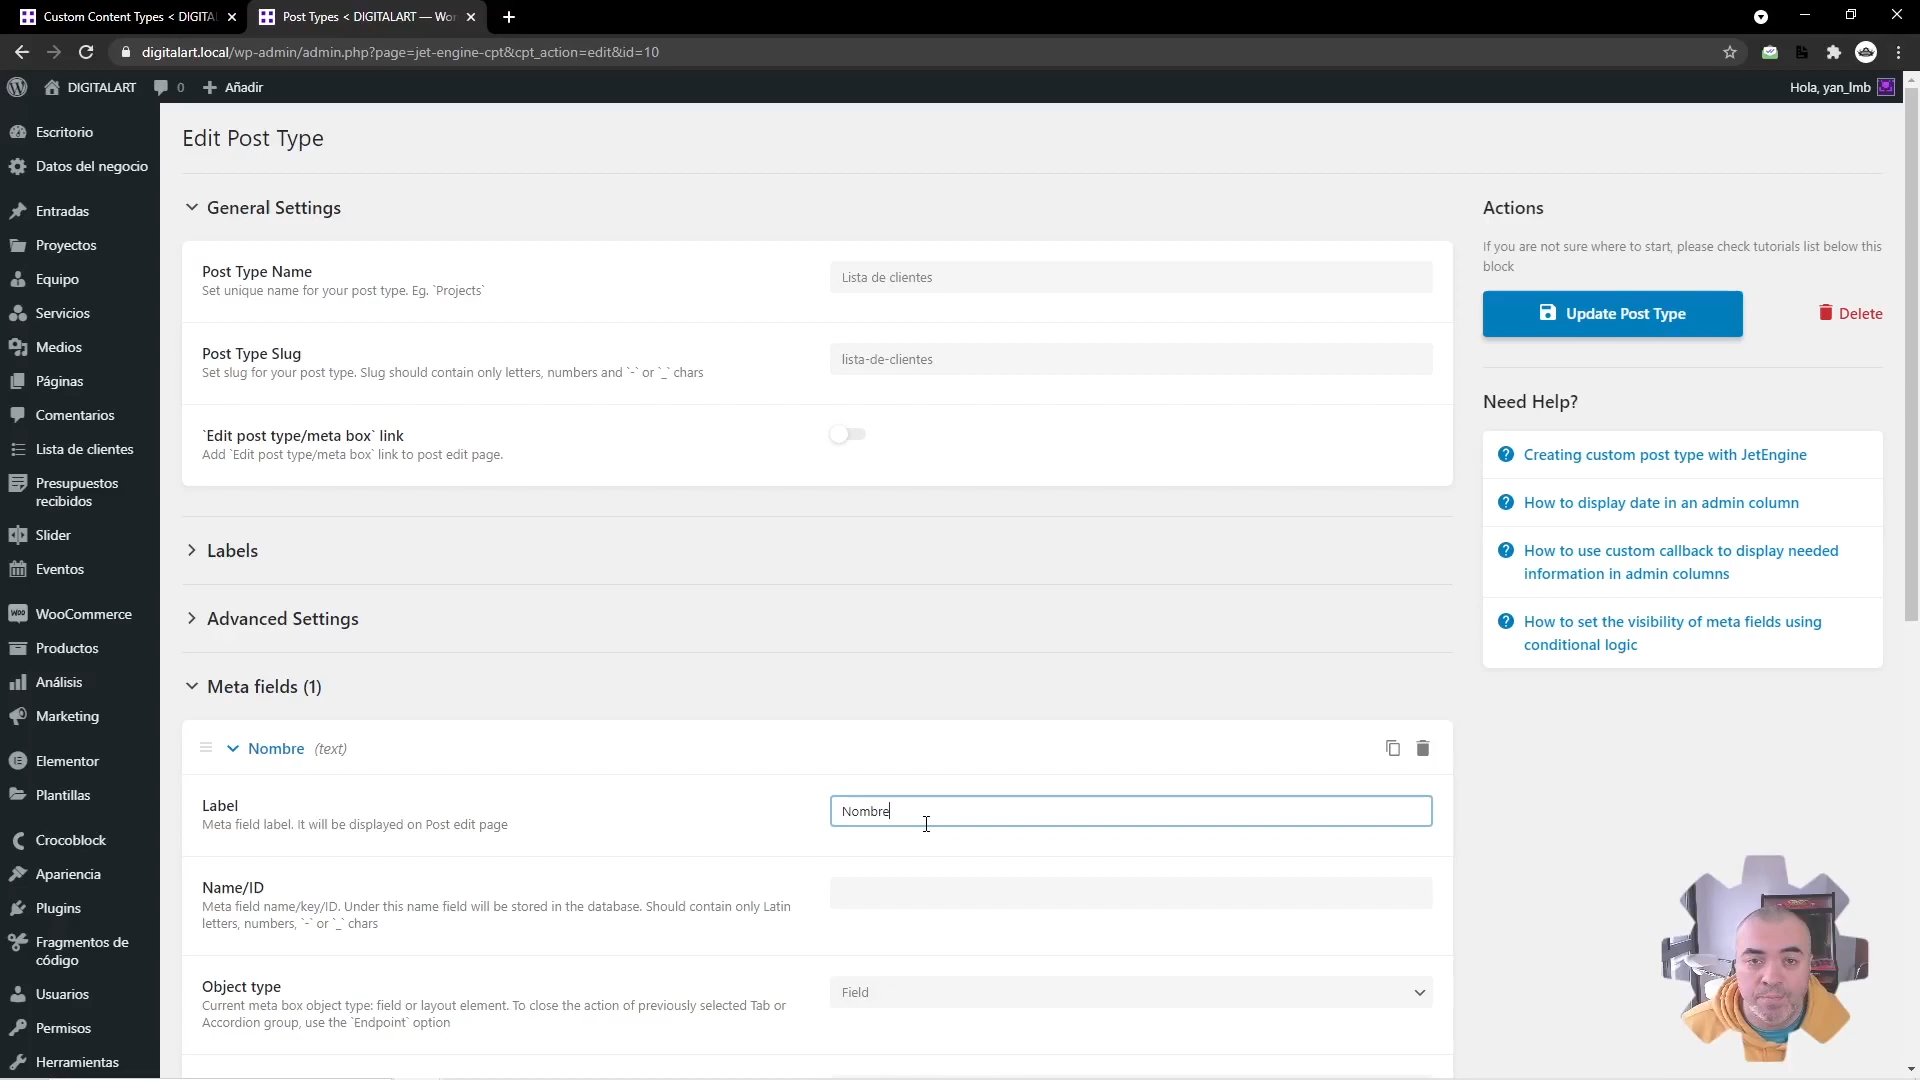 Custom Content Types < DIGITA
Post Types < DIGITALART — Wor
digitalart.local/wp-admin/admin.php?page=jet-engine-cpt&cpt_action=edit&id=10
DIGITALART
0
Añadir
Hola, yan_lmb
Escritorio
Datos del negocio
Entradas
Proyectos
Equipo
Servicios
Medios
Páginas
Comentarios
Lista de clientes
Presupuestos
recibidos
Slider
Eventos
WooCommerce
Productos
Análisis
Marketing
Elementor
Plantillas
Crocoblock
Apariencia
Plugins
Fragmentos de
código
Usuarios
Permisos
Herramientas
Edit Post Type
General Settings
Post Type Name
Set unique name for your post type. Eg. `Projects`
Lista de clientes
Post Type Slug
Set slug for your post type. Slug should contain only letters, numbers and `-` or `_` chars
lista-de-clientes
`Edit post type/meta box` link
Add `Edit post type/meta box` link to post edit page.
Labels
Advanced Settings
Meta fields (1)
Nombre (text)
Label
Meta field label. It will be displayed on Post edit page
Nombre
Name/ID
Meta field name/key/ID. Under this name field will be stored in the database. Should contain only Latin
letters, numbers, `-` or `_` chars
Object type
Current meta box object type: field or layout element. To close the action of previously selected Tab or
Accordion group, use the `Endpoint` option
Field
Actions
If you are not sure where to start, please check tutorials list below this
block
Update Post Type
Delete
Need Help?
Creating custom post type with JetEngine
How to display date in an admin column
How to use custom callback to display needed
information in admin columns
How to set the visibility of meta fields using
conditional logic